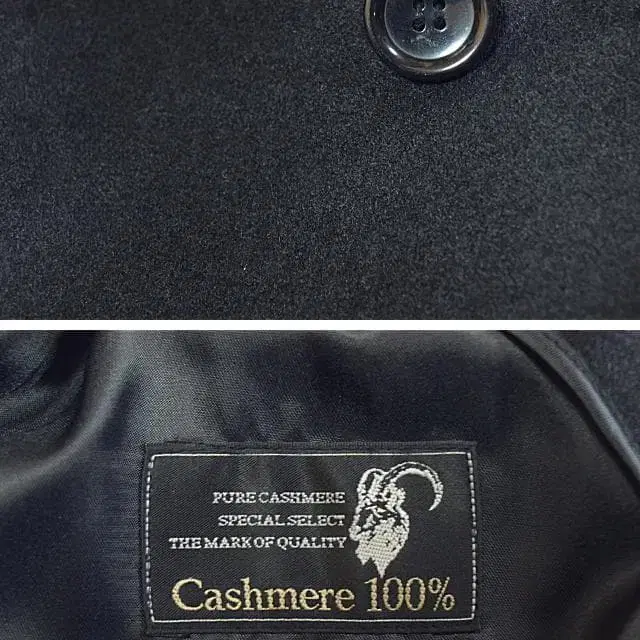 PURE CASHMERE
SPECIAL SELECT
THE MARK OF QUALITY
Cashmere 100%